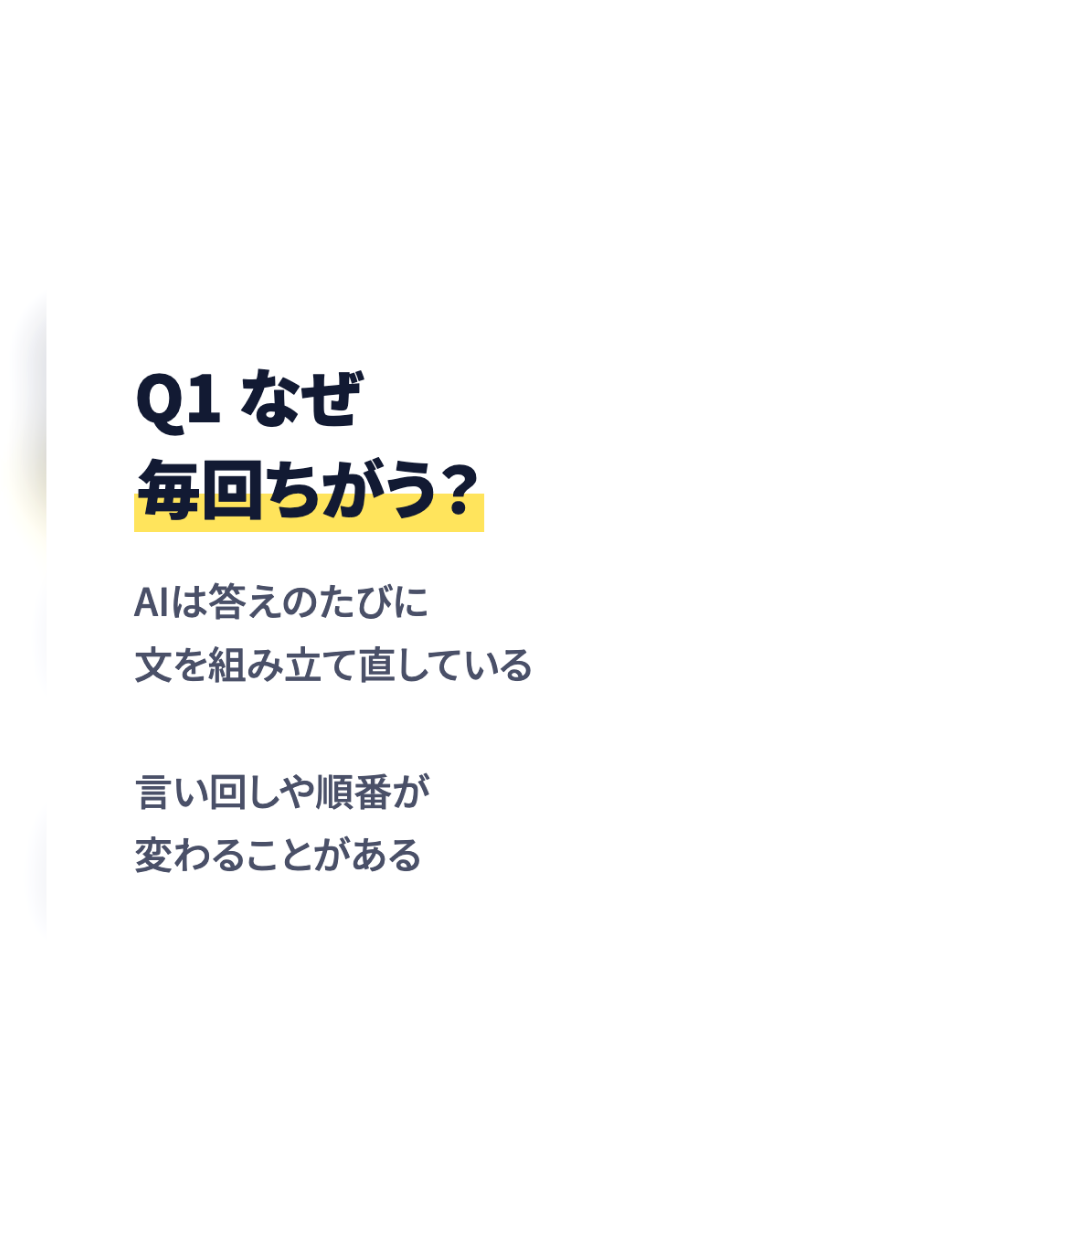 Q1 なぜ
毎回ちがう？
AIは答えのたびに
文を組み立て直している
言い回しや順番が
変わることがある